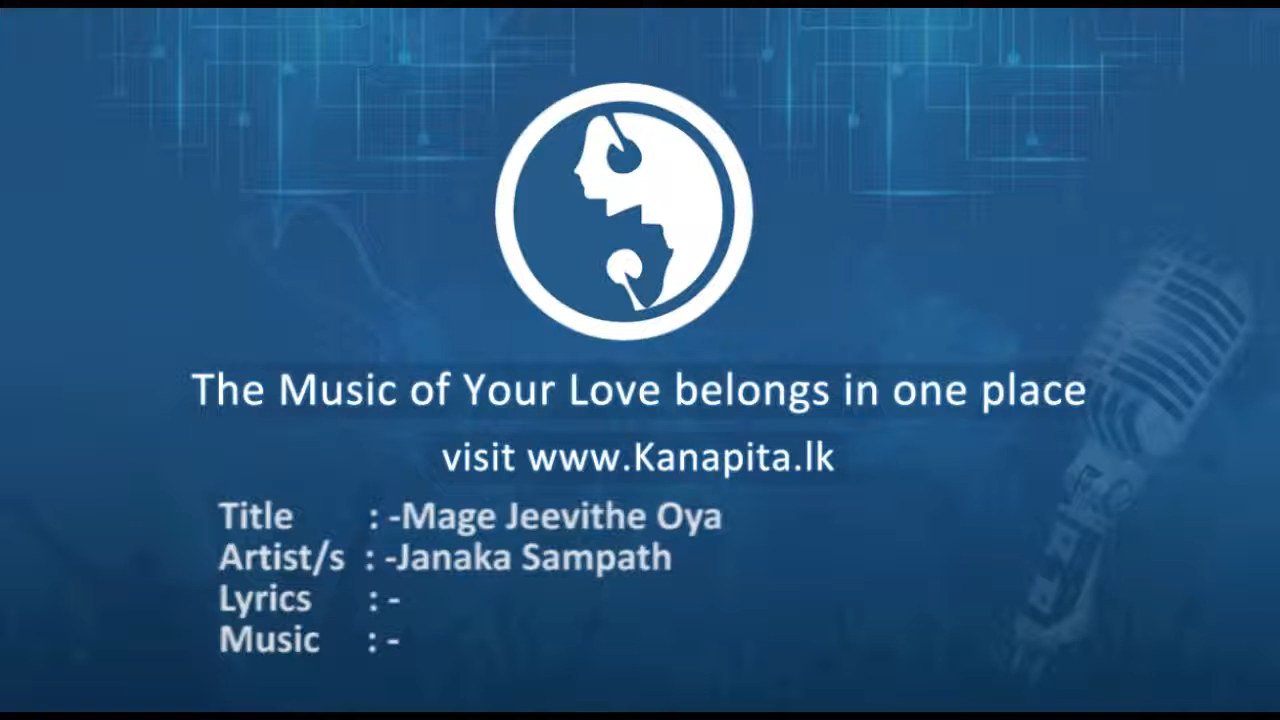 The Music of Your Love belongs in one place
visit www.Kanapita.lk
Title : -Mage Jeevithe Oya
Artist/s : -Janaka Sampath
Lyrics : -
Music : -